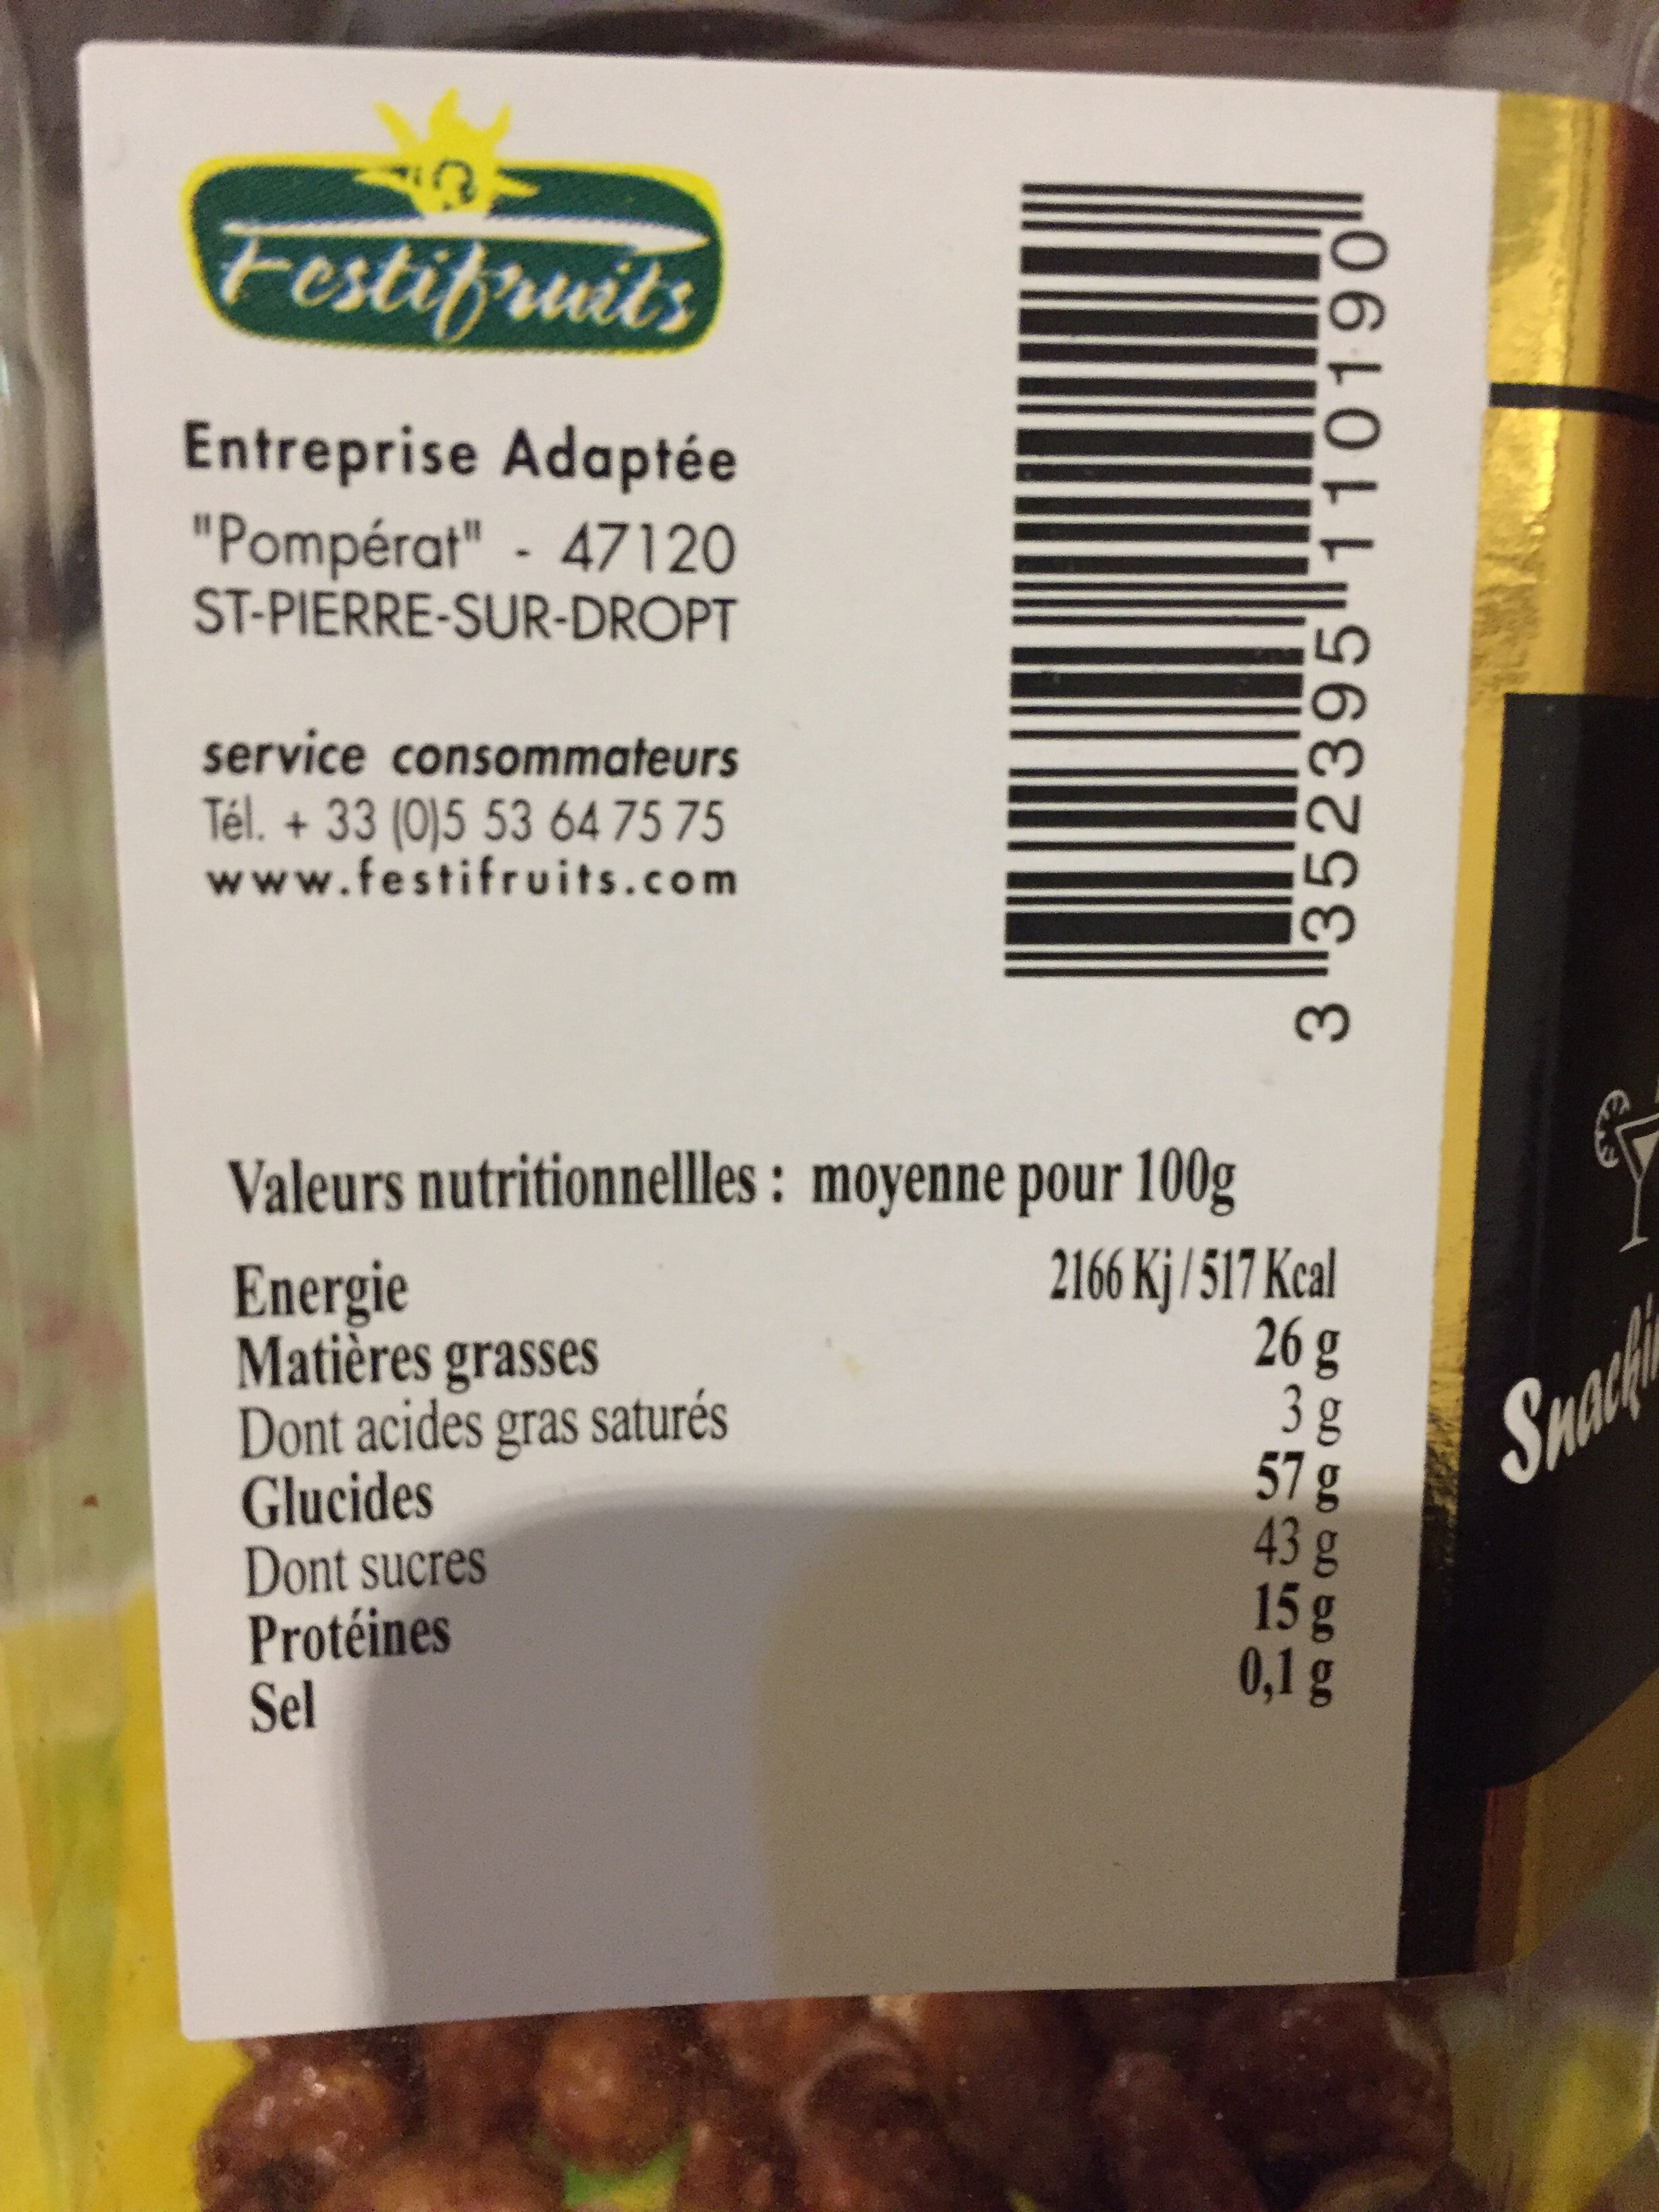 Festifruits
Entreprise Adaptée
"Pompérat" - 47120
ST-PIERRE-SUR-DROPT
service consommateurs
Tél. + 33 (0)5 53 64 75 75
www.festifruits.com
3 352395 110190
Valeurs nutritionnellles : moyenne pour 100g
Energie 2166 Kj / 517 Kcal
Matières grasses 26 g
Dont acides gras saturés 3 g
Glucides 57 g
Dont sucres 43 g
Protéines 15 g
Sel 0,1 g